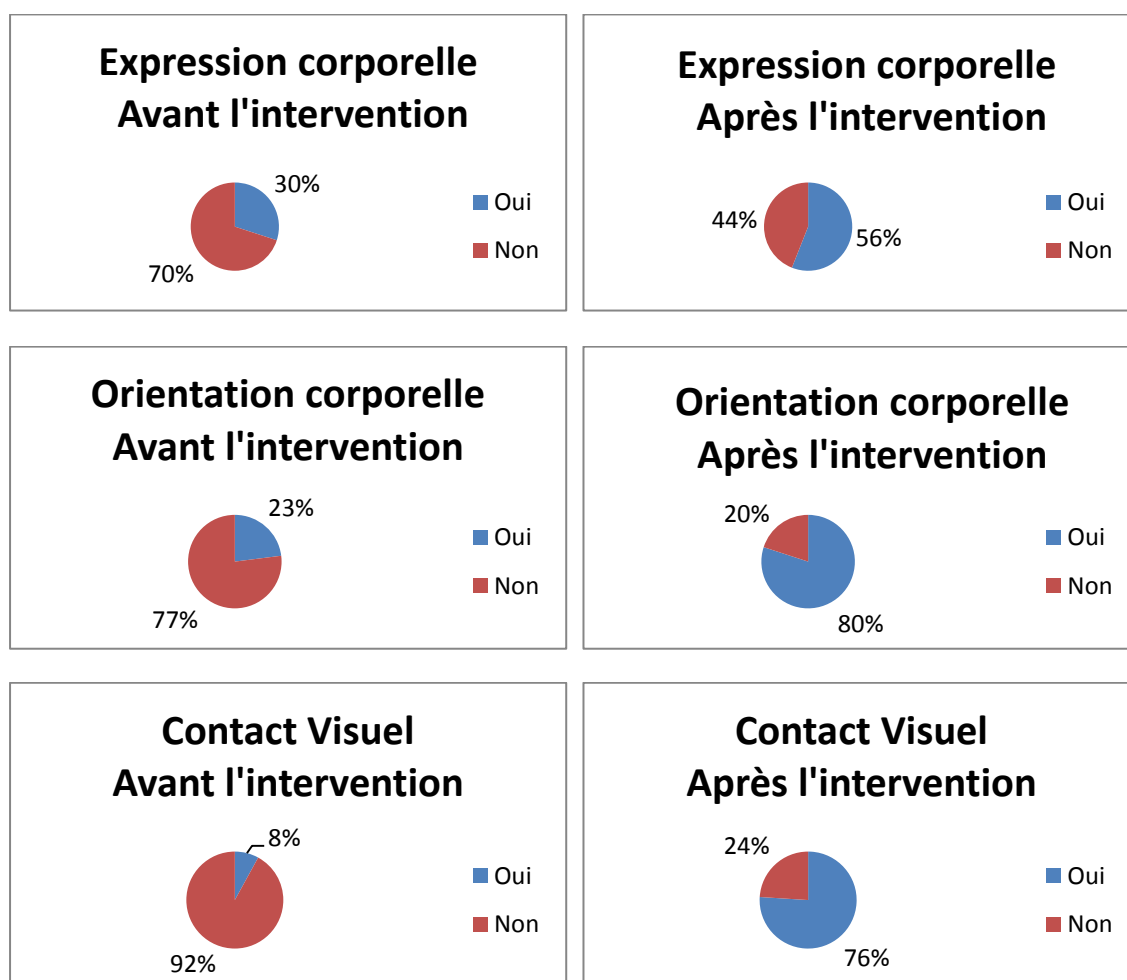 Expression corporelle
Avant l'intervention
30%
70%
Oui
Non
Expression corporelle
Après l'intervention
44%
56%
Oui
Non
Orientation corporelle
Avant l'intervention
23%
77%
Oui
Non
Orientation corporelle
Après l'intervention
20%
80%
Oui
Non
Contact Visuel
Avant l'intervention
8%
92%
Oui
Non
Contact Visuel
Après l'intervention
24%
76%
Oui
Non